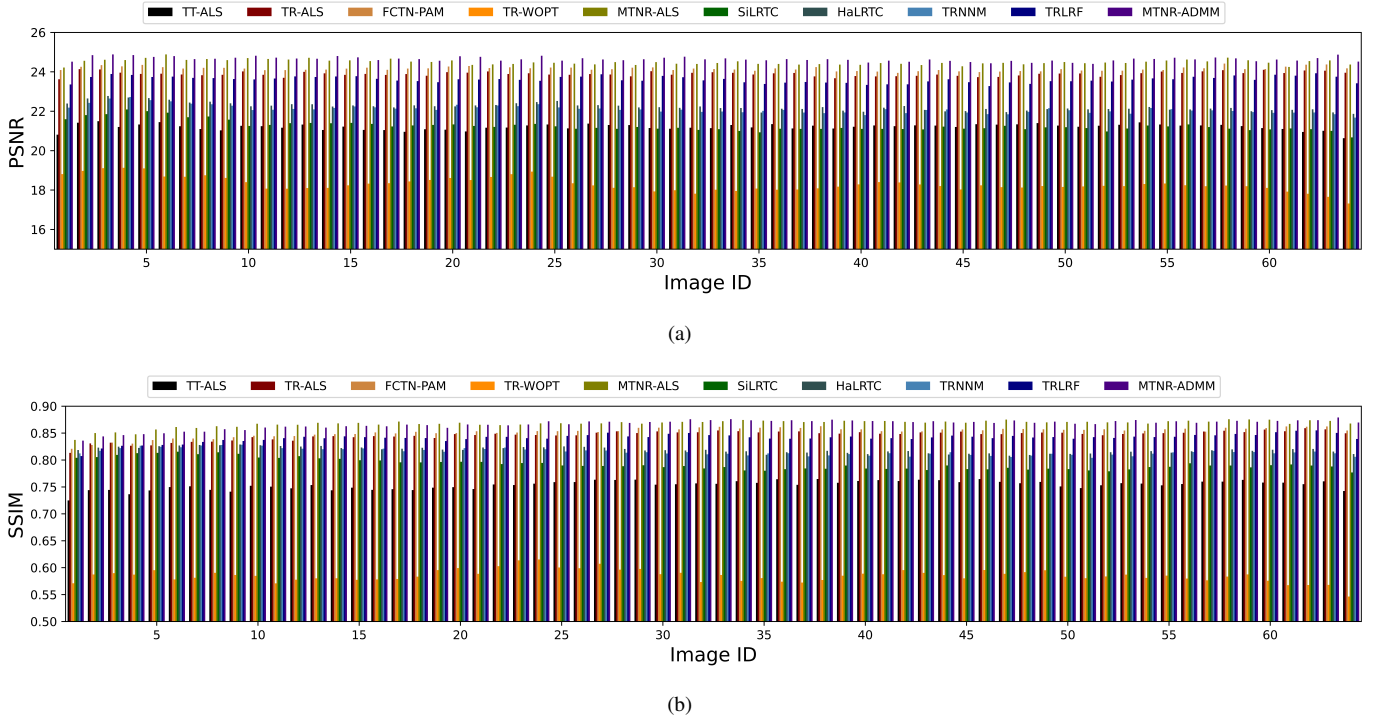 TT-ALS TR-ALS FCTN-PAM TR-WOPT MTNR-ALS SiLRTC HaLRTC TRNNM TRLRF MTNR-ADMM
26
24
22
20
18
16
PSNR
5 10 15 20 25 30 35 40 45 50 55 60
Image ID
(a)
TT-ALS TR-ALS FCTN-PAM TR-WOPT MTNR-ALS SiLRTC HaLRTC TRNNM TRLRF MTNR-ADMM
0.90
0.85
0.80
0.75
0.70
0.65
0.60
0.55
0.50
SSIM
5 10 15 20 25 30 35 40 45 50 55 60
Image ID
(b)